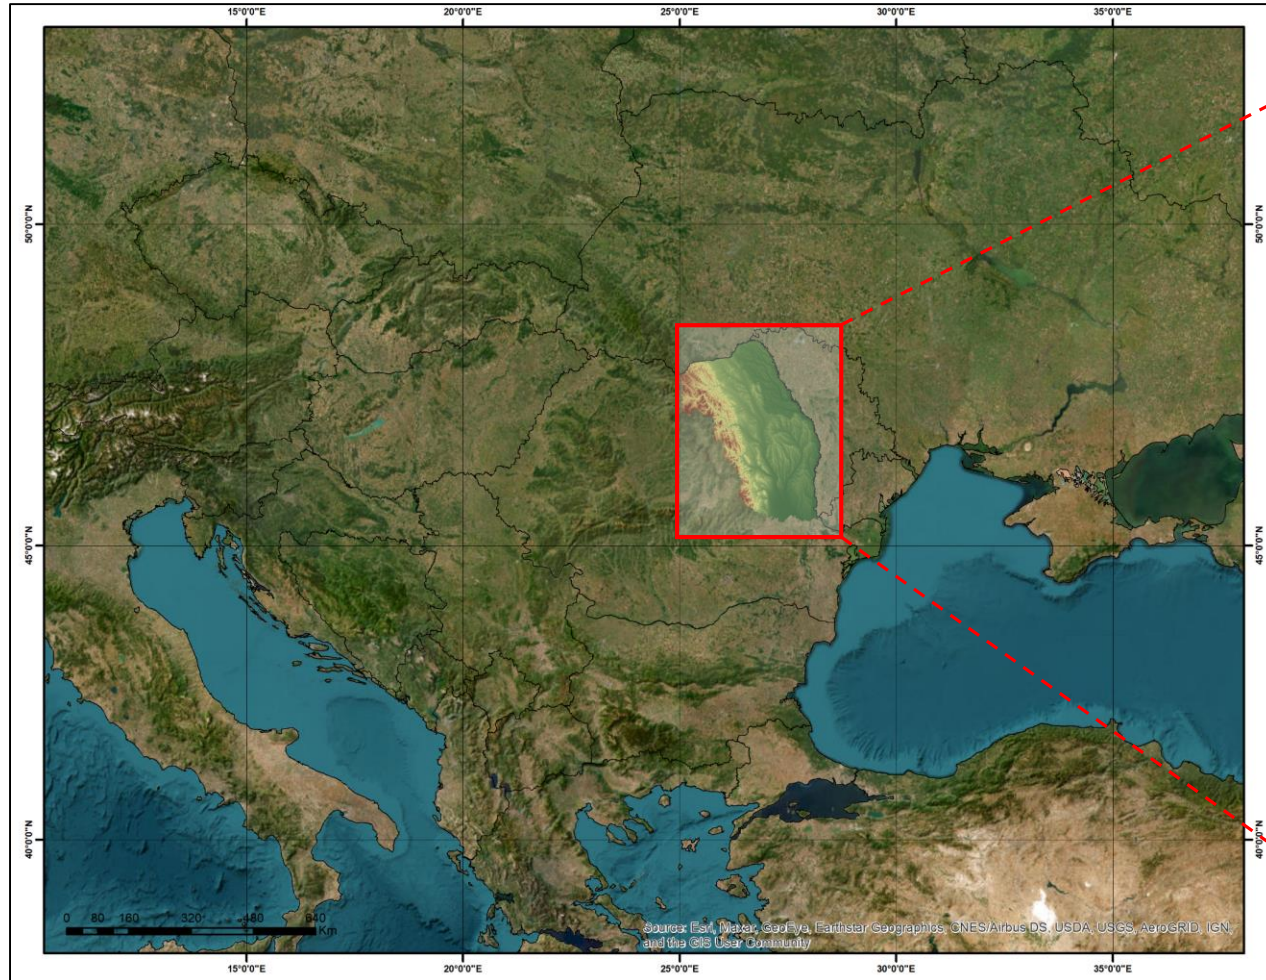 15°0'0"E 20°0'0"E 25°0'0"E 30°0'0"E 35°0'0"E
50°0'0"N 50°0'0"N
45°0'0"N 45°0'0"N
40°0'0"N 40°0'0"N
0 80 160 320 480 640
Km
Source: Esri, Maxar, GeoEye, Earthstar Geographics, CNES/Airbus DS, USDA, USGS, AeroGRID, IGN,
and the GIS User Community
15°0'0"E 20°0'0"E 25°0'0"E 30°0'0"E 35°0'0"E